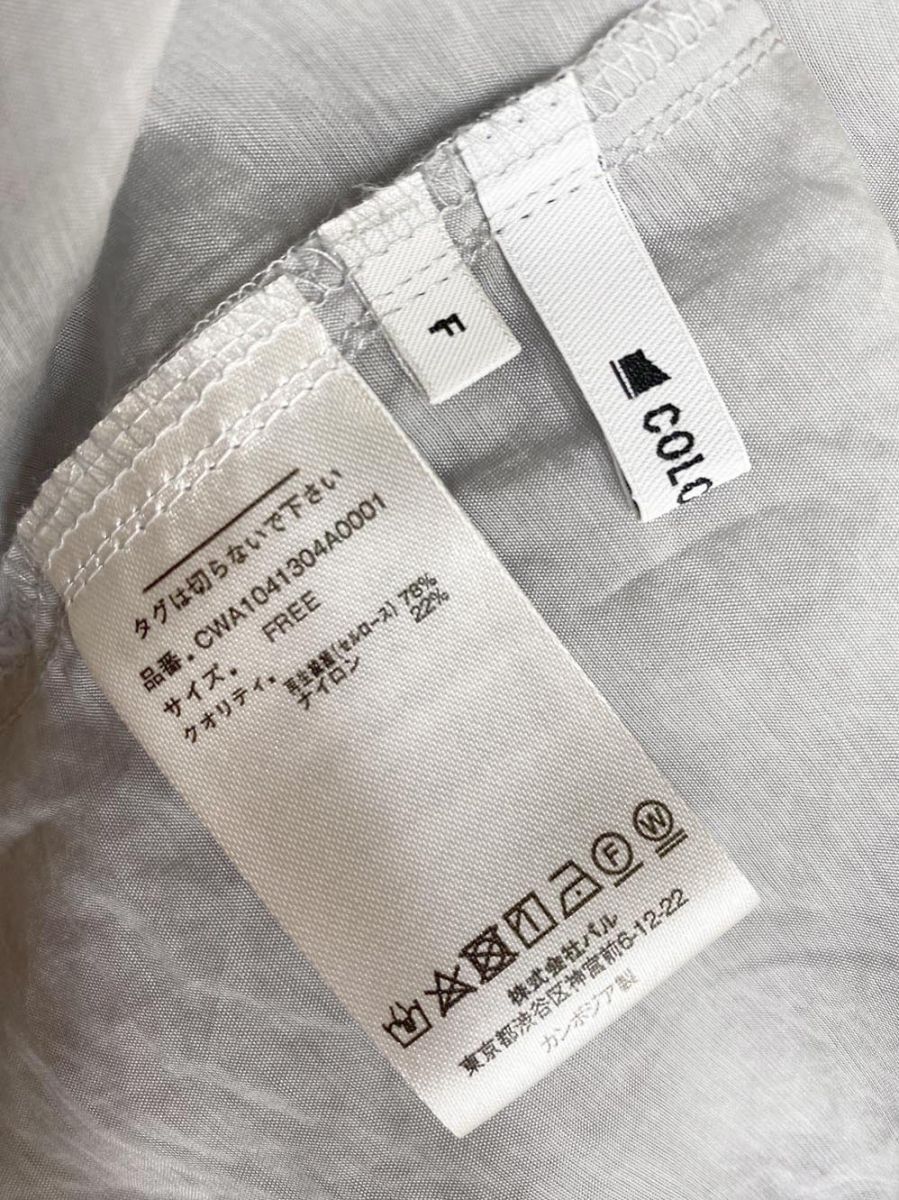 タグは切らないで下さい
品番. CWA1041304A0001
サイズ. FREE
クオリティ. 再生繊維(セルロース) 78%
ナイロン 22%
F W
株式会社パル
東京都渋谷区神宮前6-12-22
カンボジア製
F
COLO